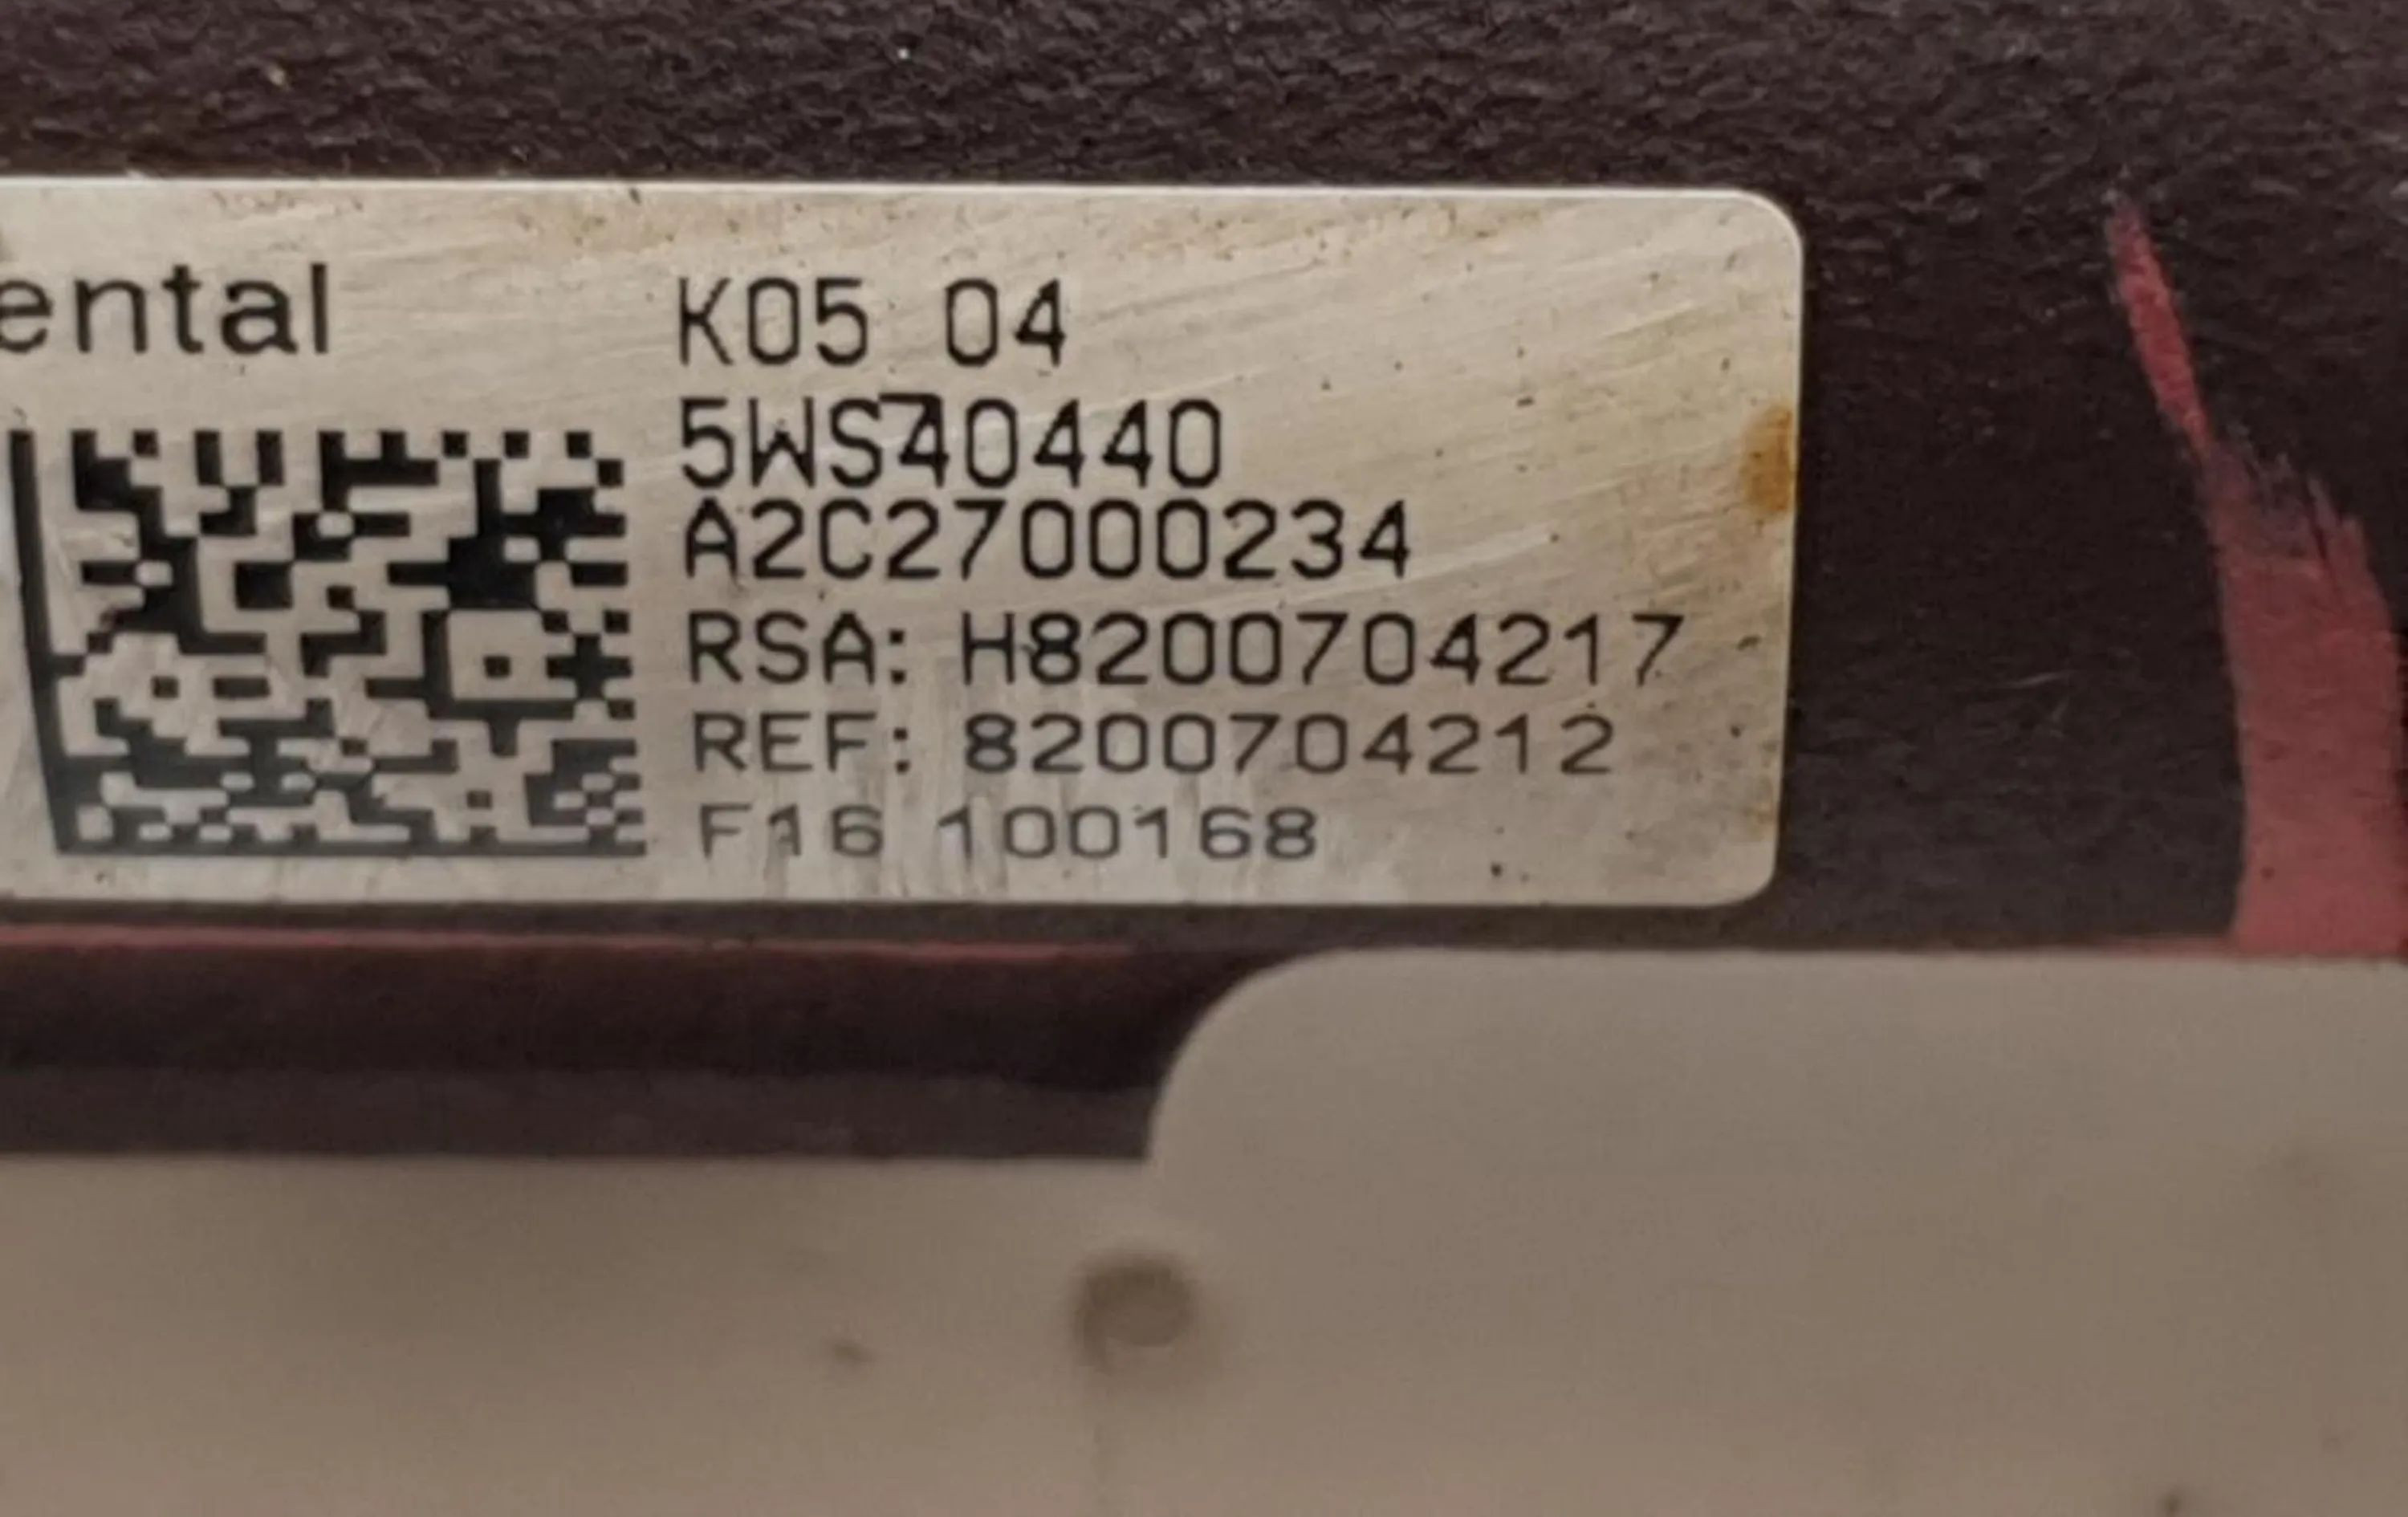 ental
K05 04
5WS40440
A2C27000234
RSA: H8200704217
REF: 8200704212
F16 100168